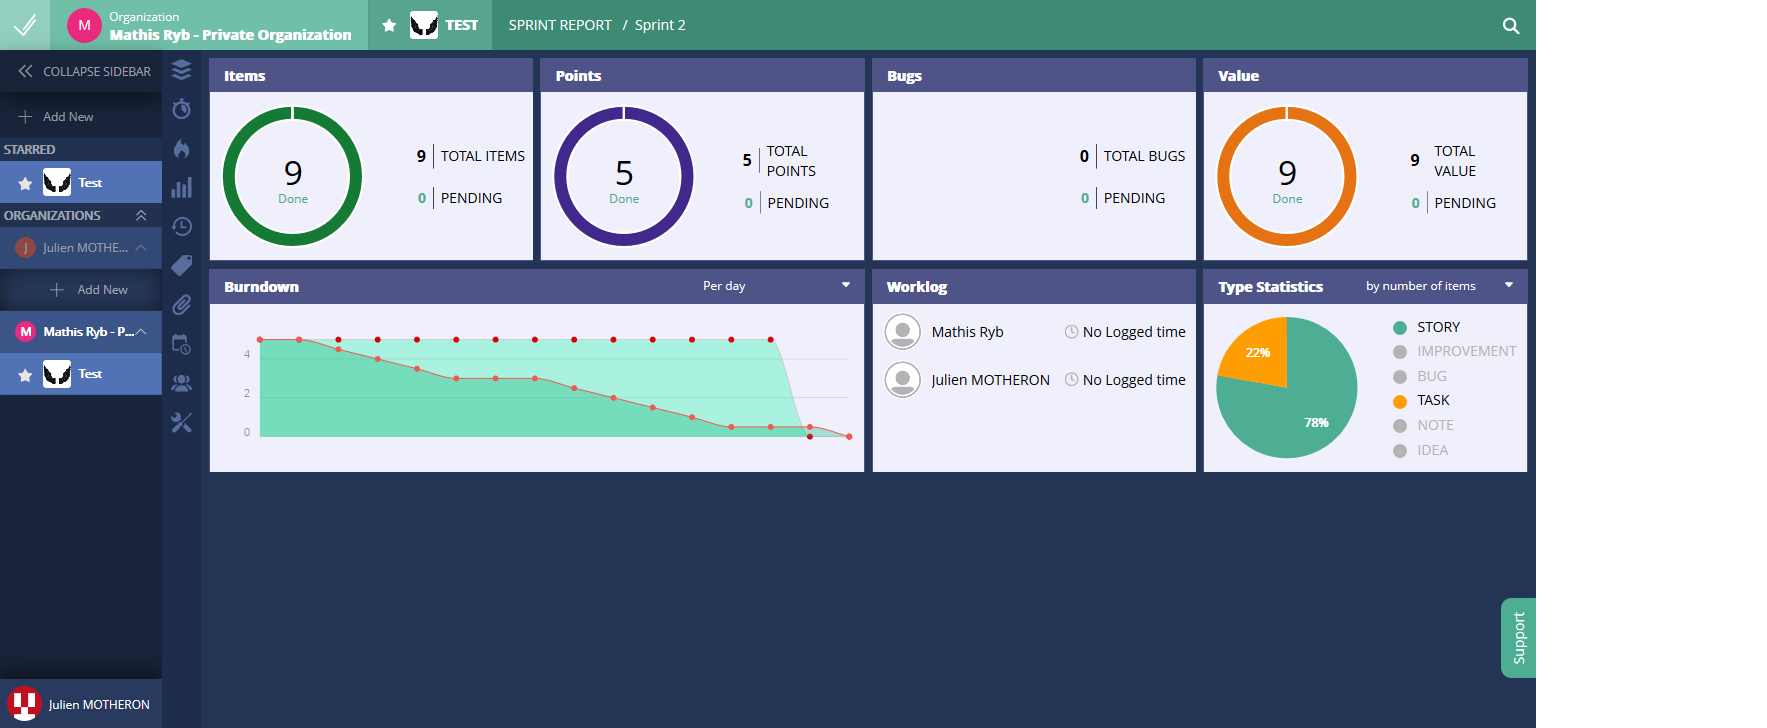 M
Organization
Mathis Ryb - Private Organization
TEST
SPRINT REPORT / Sprint 2
COLLAPSE SIDEBAR
Add New
STARRED
Test
ORGANIZATIONS
J
Julien MOTHE...
Add New
M
Mathis Ryb - P...
Test
Julien MOTHERON
Items
9
Done
9 TOTAL ITEMS
0 PENDING
Points
5
Done
5 TOTAL
POINTS
0 PENDING
Bugs
0 TOTAL BUGS
0 PENDING
Value
9
Done
9 TOTAL
VALUE
0 PENDING
Burndown
Per day
4
2
0
Worklog
Mathis Ryb No Logged time
Julien MOTHERON No Logged time
Type Statistics
by number of items
22%
78%
STORY
IMPROVEMENT
BUG
TASK
NOTE
IDEA
Support